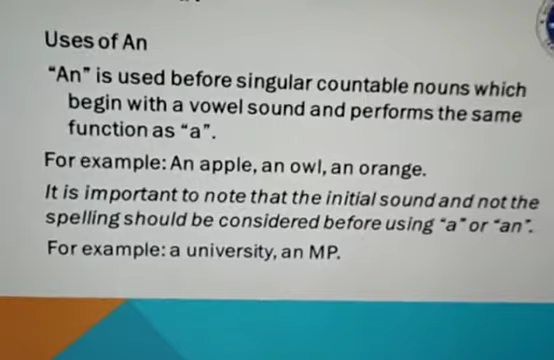 Uses of An
"An" is used before singular countable nouns which
begin with a vowel sound and performs the same
function as "a".
For example: An apple, an owl, an orange.
It is important to note that the initial sound and not the
spelling should be considered before using "a" or "an".
For example: a university, an MP.